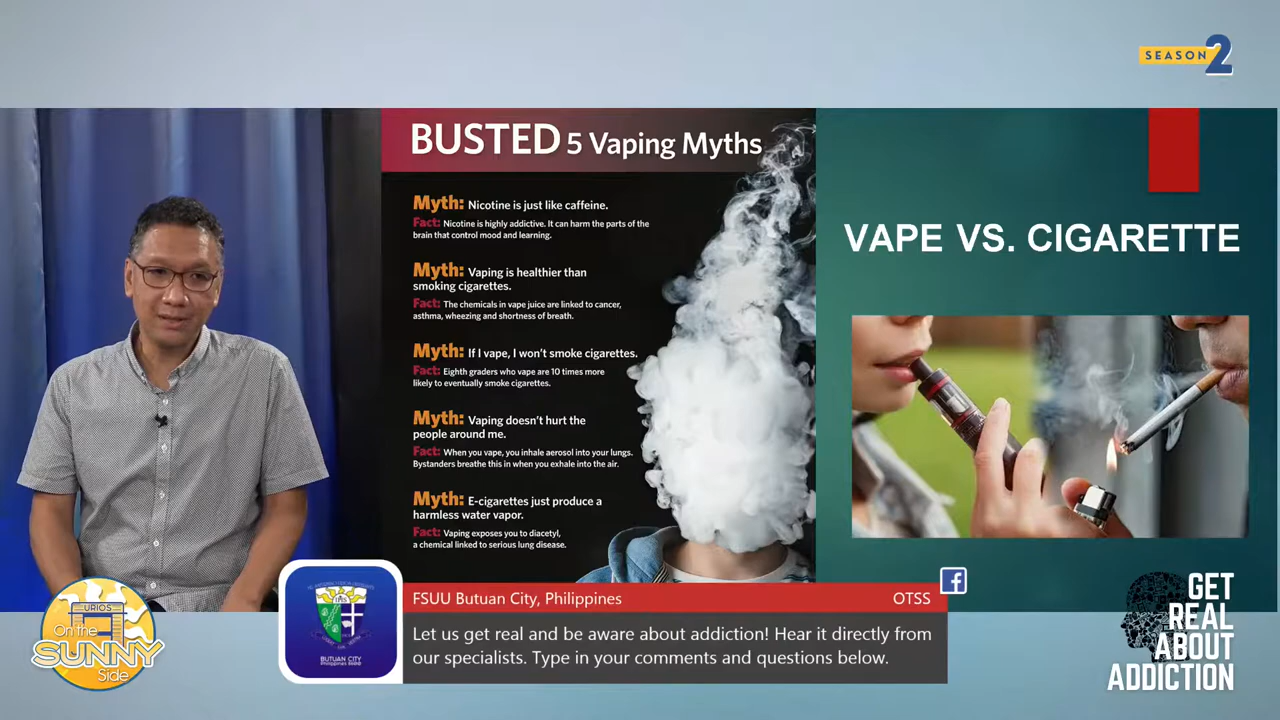 SEASON 2
BUSTED 5 Vaping Myths
Myth: Nicotine is just like caffeine.
Fact: Nicotine is highly addictive. It can harm the parts of the
brain that control mood and learning.
Myth: Vaping is healthier than
smoking cigarettes.
Fact: The chemicals in vape juice are linked to cancer,
asthma, wheezing and shortness of breath.
Myth: If I vape, I won't smoke cigarettes.
Fact: Eighth graders who vape are 10 times more
likely to eventually smoke cigarettes.
Myth: Vaping doesn't hurt the
people around me.
Fact: When you vape, you inhale aerosol into your lungs.
Bystanders breathe this in when you exhale into the air.
Myth: E-cigarettes just produce a
harmless water vapor.
Fact: Vaping exposes you to diacetyl,
a chemical linked to serious lung disease.
VAPE VS. CIGARETTE
URIOS
On the
SUNNY
Side
BUTUAN CITY
FSUU Butuan City, Philippines
OTSS
Let us get real and be aware about addiction! Hear it directly from
our specialists. Type in your comments and questions below.
GET
REAL
ABOUT
ADDICTION